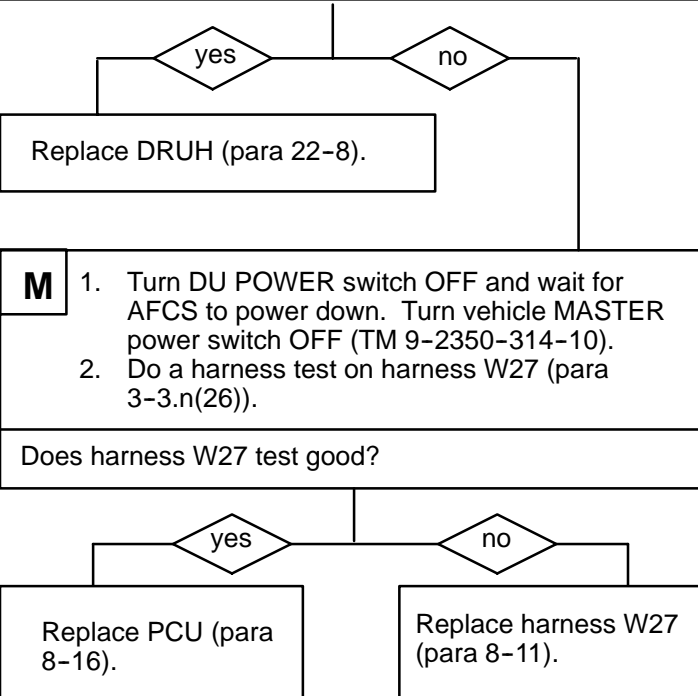 yes
no
Replace DRUH (para 22-8).
M
1. Turn DU POWER switch OFF and wait for
AFCS to power down. Turn vehicle MASTER
power switch OFF (TM 9-2350-314-10).
2. Do a harness test on harness W27 (para
3-3.n(26)).
Does harness W27 test good?
yes
no
Replace PCU (para
8-16).
Replace harness W27
(para 8-11).